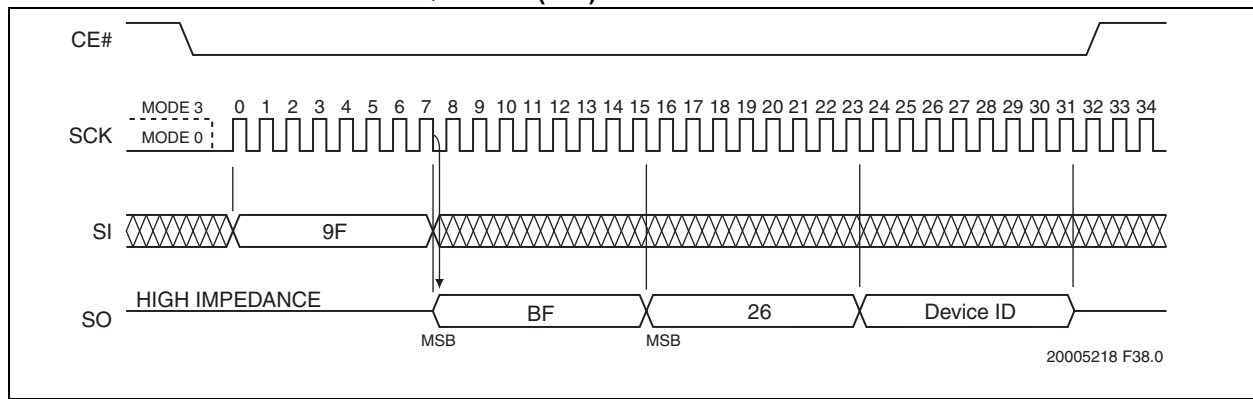 CE#
MODE 3
0 1 2 3 4 5 6 7 8 9 10 11 12 13 14 15 16 17 18 19 20 21 22 23 24 25 26 27 28 29 30 31 32 33 34
SCK
MODE 0
SI
9F
HIGH IMPEDANCE
SO
BF
26
Device ID
MSB
MSB
20005218 F38.0